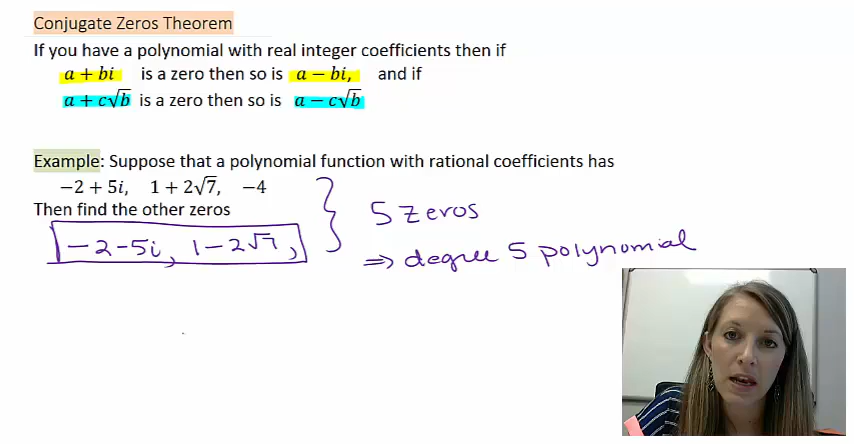 Conjugate Zeros Theorem
If you have a polynomial with real integer coefficients then if
a + bi is a zero then so is a − bi, and if
a + c√b is a zero then so is a − c√b
Example: Suppose that a polynomial function with rational coefficients has
−2 + 5i, 1 + 2√7, −4
Then find the other zeros
−2−5i, 1−2√7,
5 zeros
⇒ degree 5 polynomial